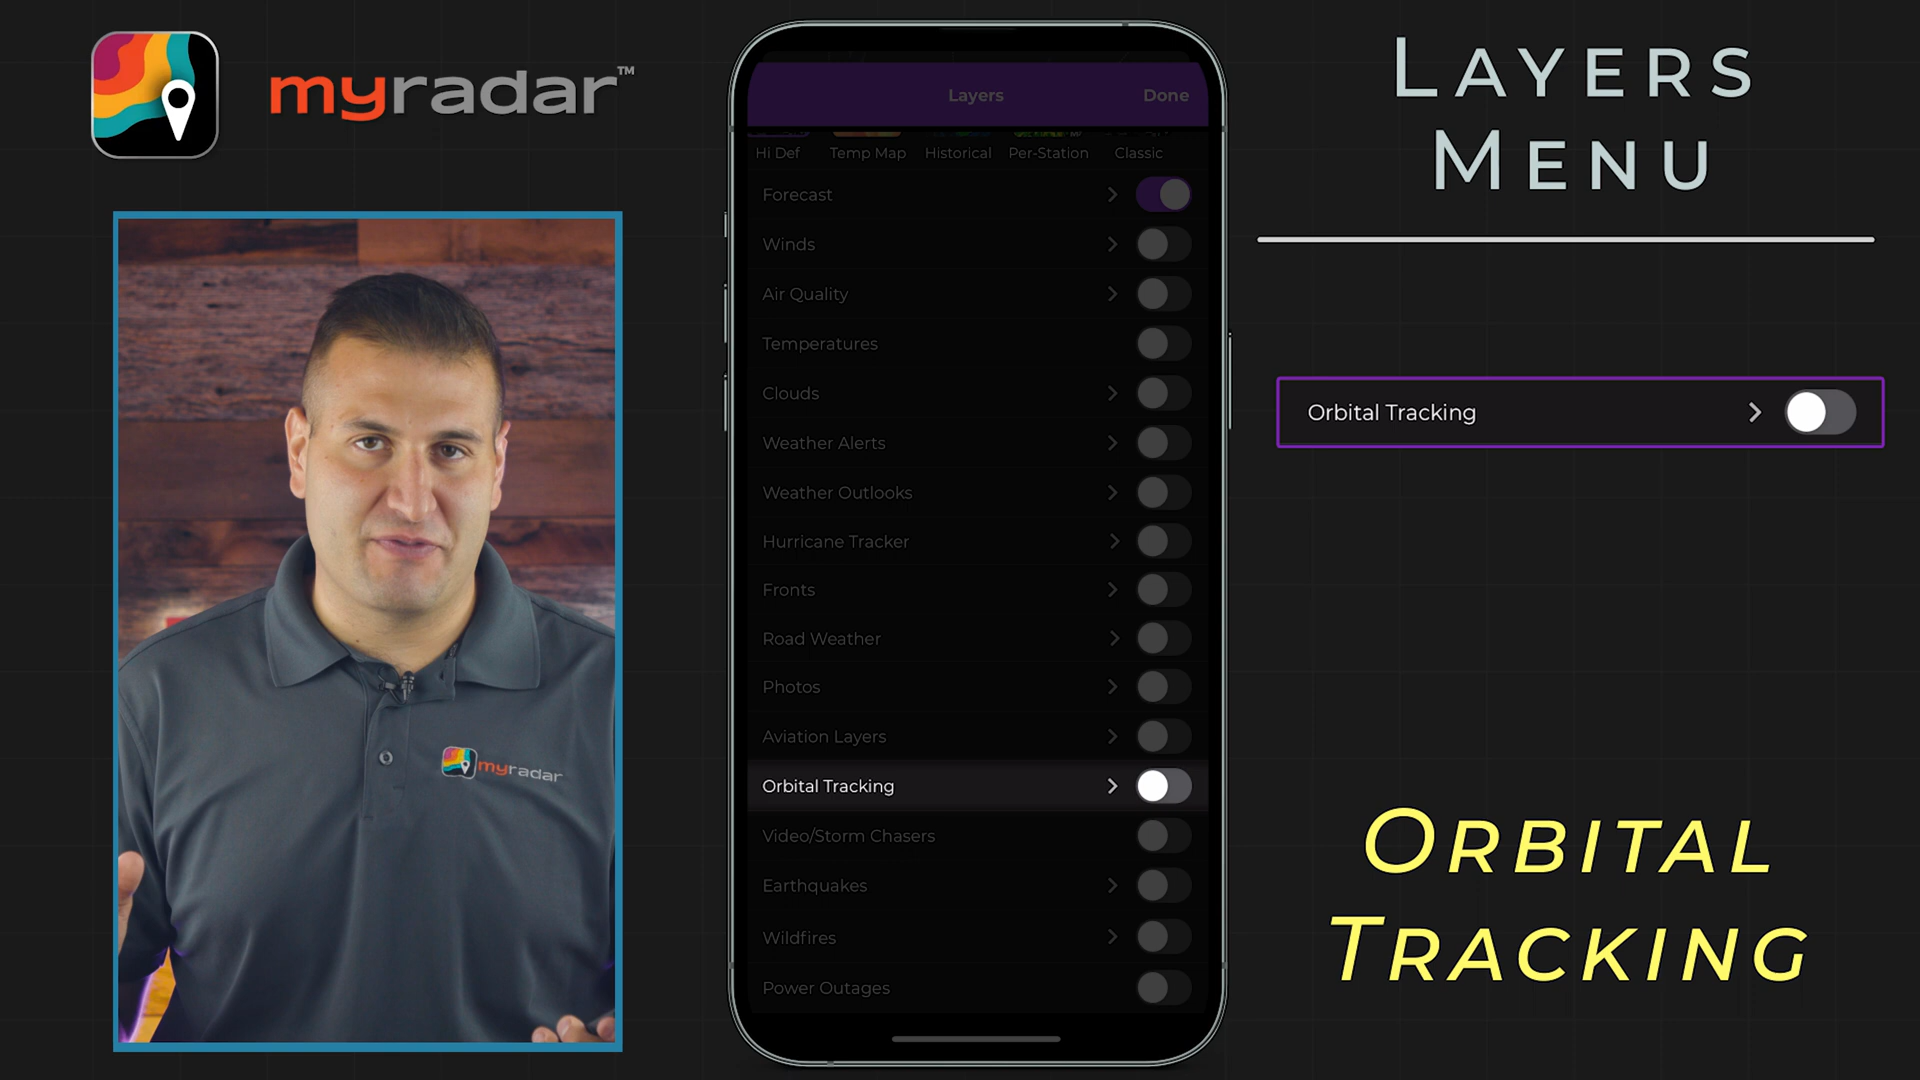 myradar™
myradar
Layers
Done
Hi Def
Temp Map
Historical
Per-Station
Classic
Forecast
Winds
Air Quality
Temperatures
Clouds
Weather Alerts
Weather Outlooks
Hurricane Tracker
Fronts
Road Weather
Photos
Aviation Layers
Orbital Tracking
Video/Storm Chasers
Earthquakes
Wildfires
Power Outages
LAYERS
MENU
Orbital Tracking
ORBITAL
TRACKING